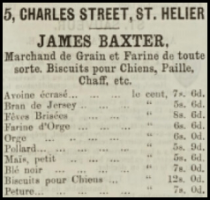 5, CHARLES STREET, ST. HELIER
JAMES BAXTER,
Marchand de Grain et Farine de toute
sorte. Biscuits pour Chiens, Paille,
Chaff, etc.
Avoine écrasé... ... le cent, 7s. 9d.
Bran de Jersey ... „ 5s. 6d.
Fèves Brisées ... „ 8s. 6d.
Farine d'Orge ... „ 6s. 6d.
Orge ... „ 6s. 0d.
Pollard ... „ 5s. 9d.
Mais, petit ... „ 5s. 6d.
Blé noir ... „ 7s. 0d.
Biscuits pour Chiens ... „ 12s. 0d.
Peture ... „ 7s. 0d.